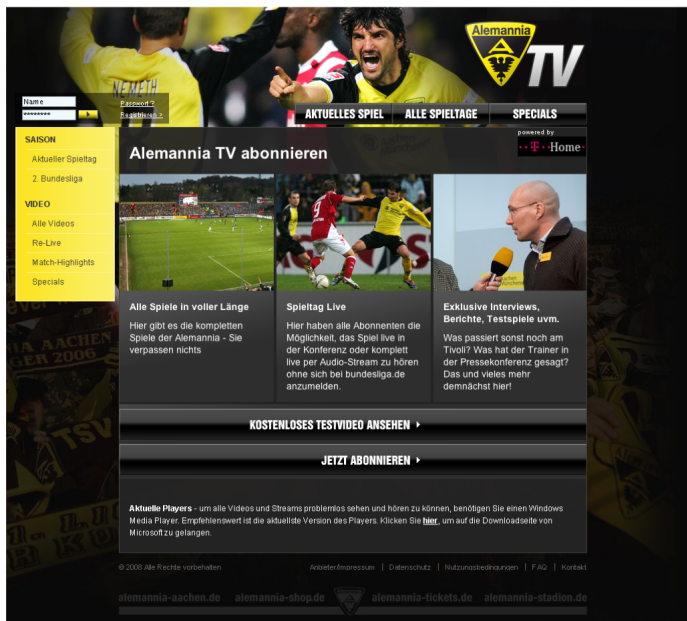 Alemannia
TV
NEMETH
Name
Passwort ?
********
Registrieren >
AKTUELLES SPIEL
ALLE SPIELTAGE
SPECIALS
powered by
··T··Home·
SAISON
Aktueller Spieltag
2. Bundesliga
VIDEO
Alle Videos
Re-Live
Match-Highlights
Specials
Alemannia TV abonnieren
Alle Spiele in voller Länge
Hier gibt es die kompletten
Spiele der Alemannia - Sie
verpassen nichts
Spieltag Live
Hier haben alle Abonnenten die
Möglichkeit, das Spiel live in
der Konferenz oder komplett
live per Audio-Stream zu hören
ohne sich bei bundesliga.de
anzumelden.
Exklusive Interviews,
Berichte, Testspiele uvm.
Was passiert sonst noch am
Tivoli? Was hat der Trainer in
der Pressekonferenz gesagt?
Das und vieles mehr
demnächst hier!
KOSTENLOSES TESTVIDEO ANSEHEN
JETZT ABONNIEREN
Aktuelle Players - um alle Videos und Streams problemlos sehen und hören zu können, benötigen Sie einen Windows
Media Player. Empfehlenswert ist die aktuellste Version des Players. Klicken Sie hier, um auf die Downloadseite von
Microsoft zu gelangen.
© 2008 Alle Rechte vorbehalten
Anbieter/Impressum | Datenschutz | Nutzungsbedingungen | FAQ | Kontakt
alemannia-aachen.de alemannia-shop.de alemannia-tickets.de alemannia-stadion.de
AACHEN
2006
TSV